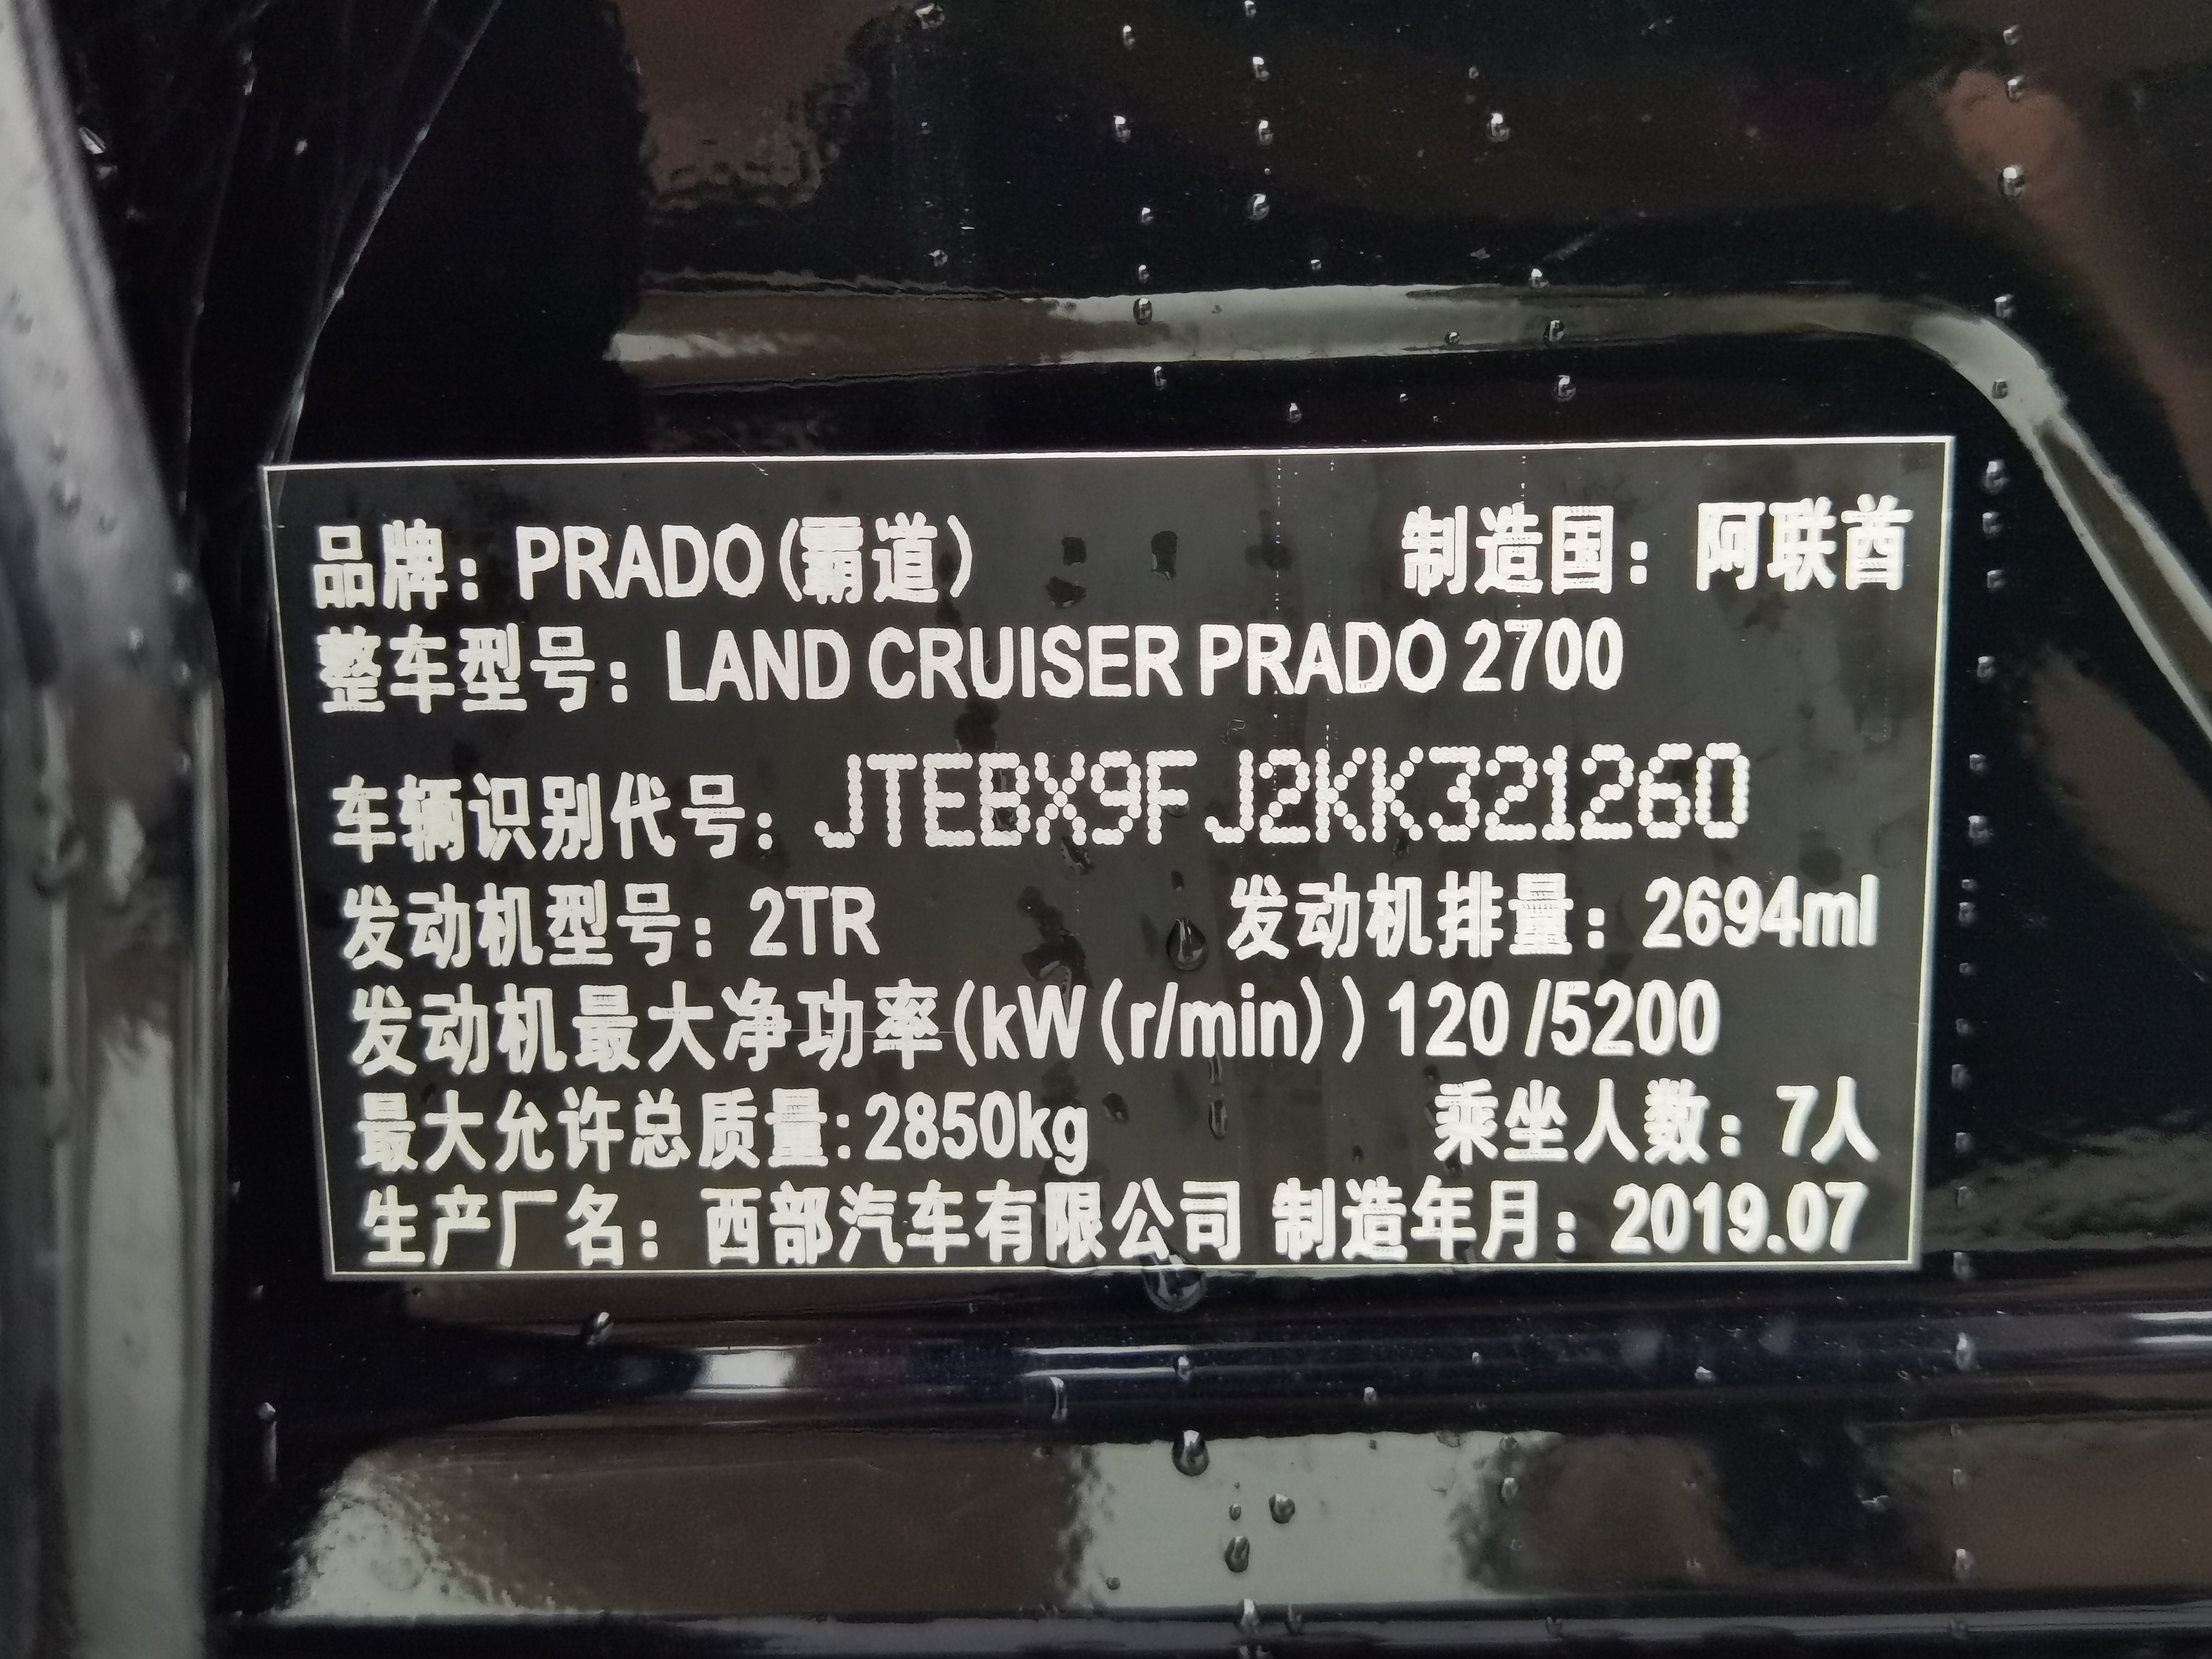 品牌：PRADO(霸道) 制造国：阿联酋
整车型号：LAND CRUISER PRADO 2700
车辆识别代号：JTEBX9FJ2KK321260
发动机型号：2TR 发动机排量：2694ml
发动机最大净功率(kW(r/min))120/5200
最大允许总质量:2850kg 乘坐人数：7人
生产厂名：西部汽车有限公司 制造年月：2019.07